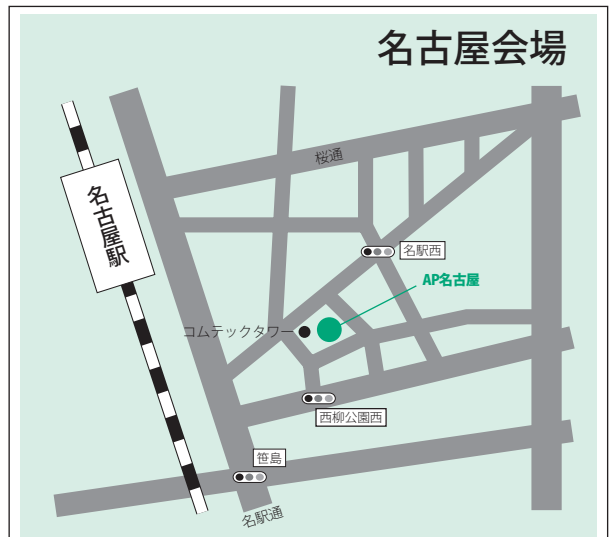 名古屋会場
桜通
名古屋駅
名駅西
AP名古屋
コムテックタワー
西柳公園西
笹島
名駅通